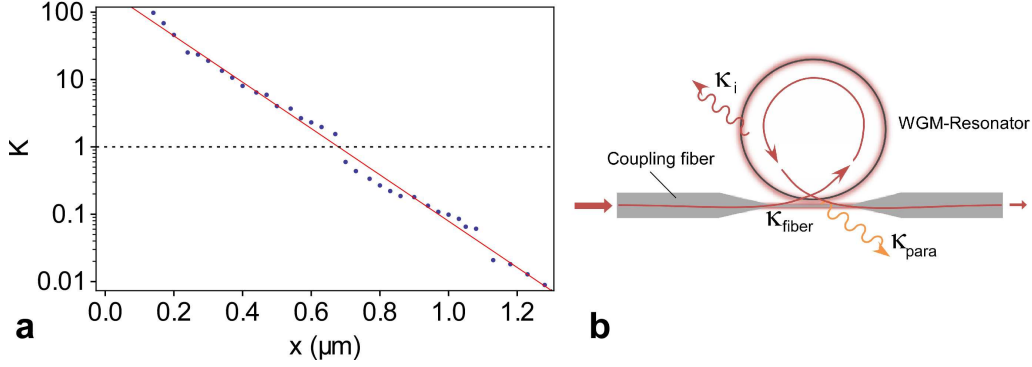 100
10
1
0.1
0.01
K
0.0 0.2 0.4 0.6 0.8 1.0 1.2
x (µm)
a
κi
WGM-Resonator
Coupling fiber
κfiber
κpara
b